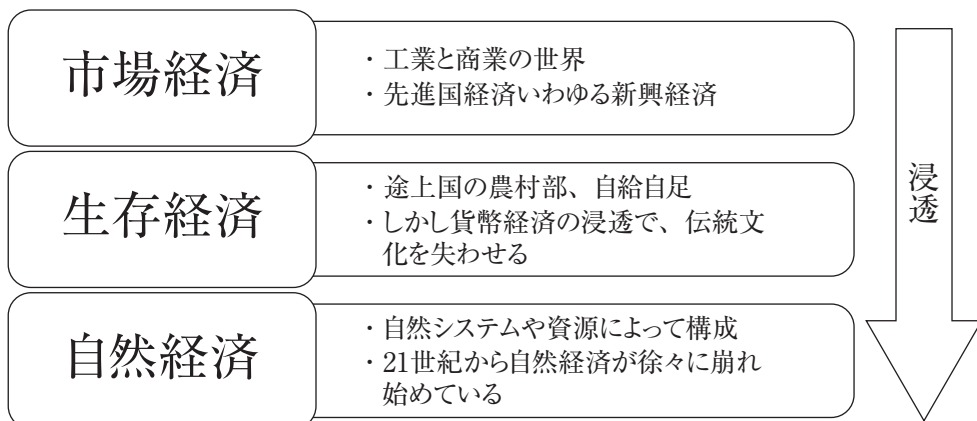 市場経済
・工業と商業の世界
・先進国経済いわゆる新興経済
生存経済
・途上国の農村部、自給自足
・しかし貨幣経済の浸透で、伝統文
化を失わせる
自然経済
・自然システムや資源によって構成
・21世紀から自然経済が徐々に崩れ
始めている
浸透